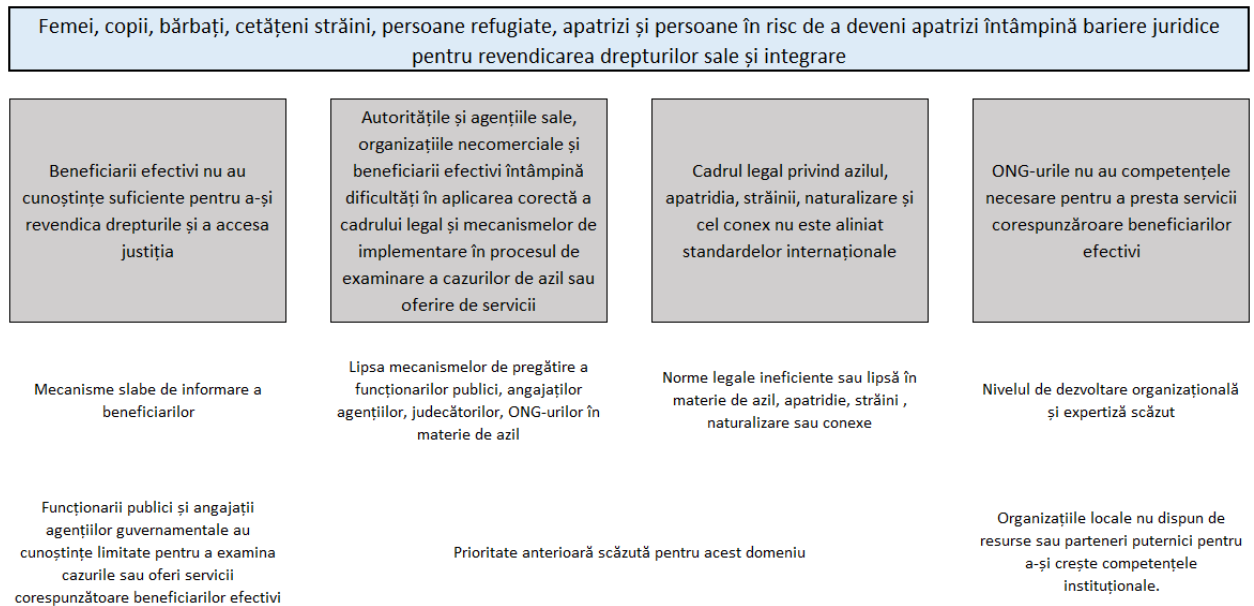 Femei, copii, bărbați, cetățeni străini, persoane refugiate, apatrizi și persoane în risc de a deveni apatrizi întâmpină bariere juridice
pentru revendicarea drepturilor sale și integrare
Beneficiarii efectivi nu au
cunoștințe suficiente pentru a-și
revendica drepturile și a accesa
justiția
Autoritățile și agențiile sale,
organizațiile necomerciale și
beneficiarii efectivi întâmpină
dificultăți în aplicarea corectă a
cadrului legal și mecanismelor de
implementare în procesul de
examinare a cazurilor de azil sau
oferire de servicii
Cadrul legal privind azilul,
apatridia, străinii, naturalizare și
cel conex nu este aliniat
standardelor internaționale
ONG-urile nu au competențele
necesare pentru a presta servicii
corespunzăroare beneficiarilor
efectivi
Mecanisme slabe de informare a
beneficiarilor
Lipsa mecanismelor de pregătire a
funcționarilor publici, angajaților
agențiilor, judecătorilor, ONG-urilor în
materie de azil
Norme legale ineficiente sau lipsă în
materie de azil, apatridie, străini ,
naturalizare sau conexe
Nivelul de dezvoltare organizațională
și expertiză scăzut
Funcționarii publici și angajații
agențiilor guvernamentale au
cunoștințe limitate pentru a examina
cazurile sau oferi servicii
corespunzătoare beneficiarilor efectivi
Prioritate anterioară scăzută pentru acest domeniu
Organizațiile locale nu dispun de
resurse sau parteneri puternici pentru
a-și crește competențele
instituționale.